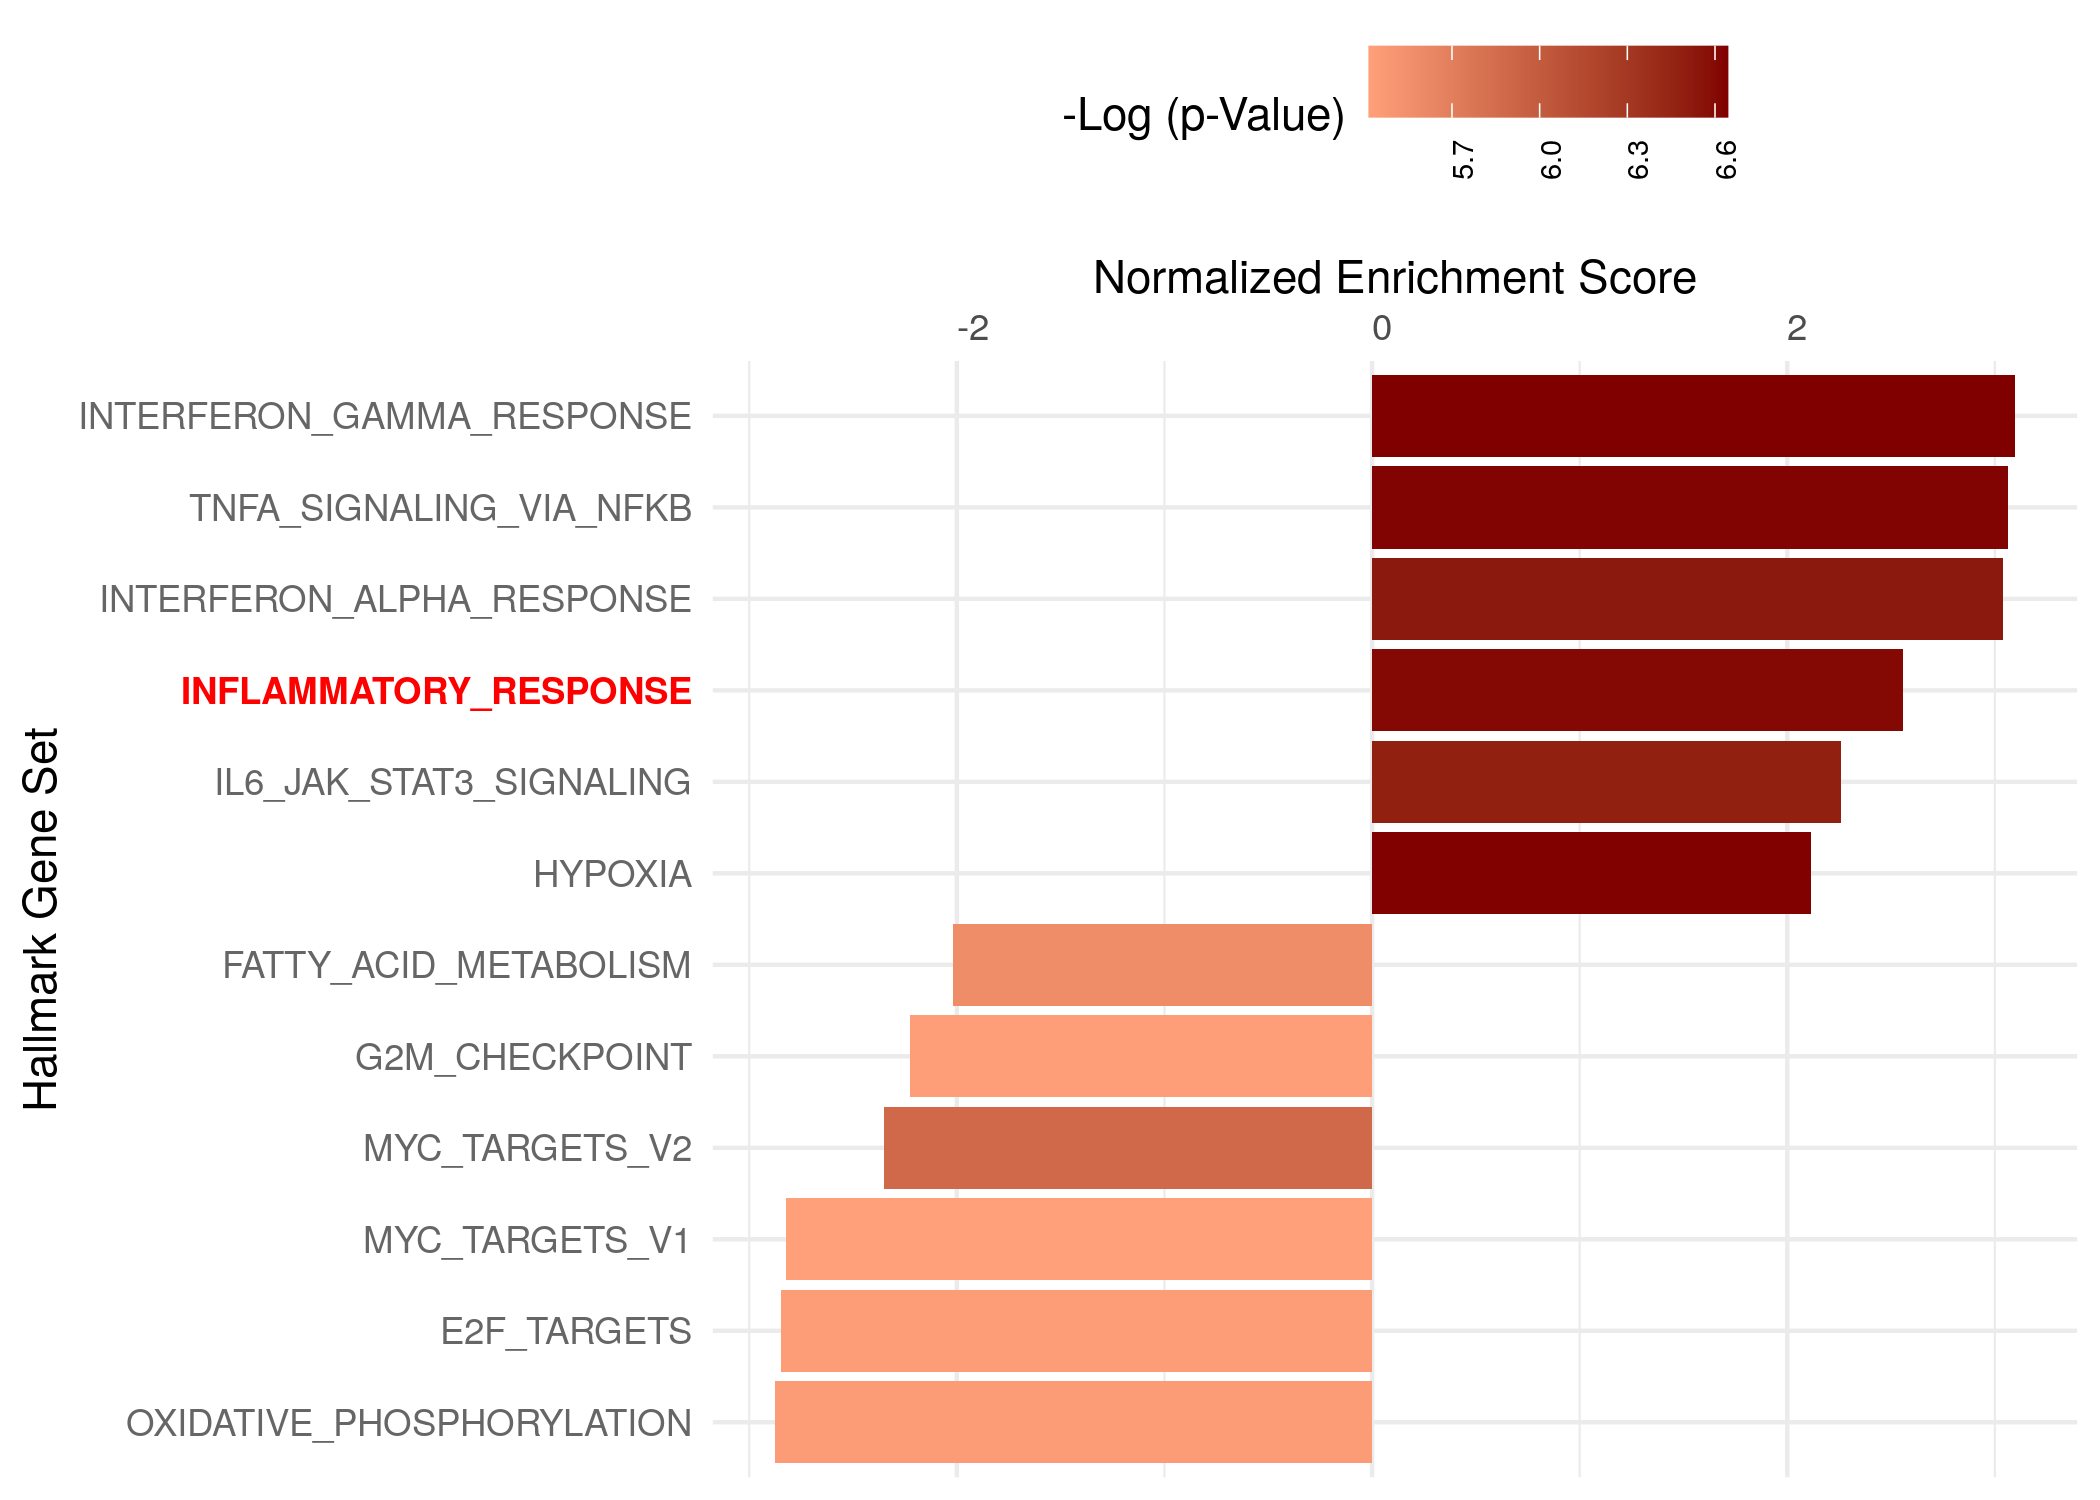 -Log (p-Value)
5.7
6.0
6.3
6.6
Normalized Enrichment Score
-2
0
2
Hallmark Gene Set
INTERFERON_GAMMA_RESPONSE
TNFA_SIGNALING_VIA_NFKB
INTERFERON_ALPHA_RESPONSE
INFLAMMATORY_RESPONSE
IL6_JAK_STAT3_SIGNALING
HYPOXIA
FATTY_ACID_METABOLISM
G2M_CHECKPOINT
MYC_TARGETS_V2
MYC_TARGETS_V1
E2F_TARGETS
OXIDATIVE_PHOSPHORYLATION